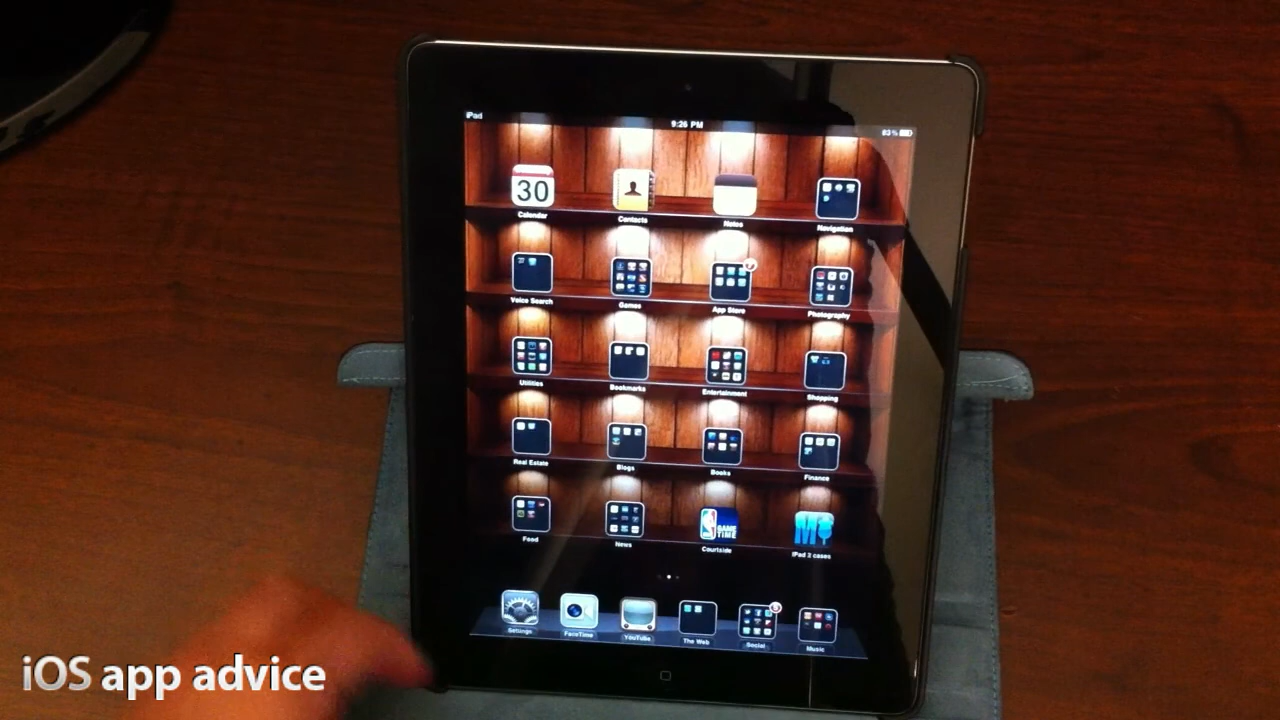 iPad 9:26 PM 83%
30
Calendar Contacts Notes Navigation
Voice Search Games App Store Photography
Utilities Bookmarks Entertainment Shopping
Real Estate Blogs Books Finance
GAME
TIME
Food News Courtside iPad 2 cases
Settings FaceTime YouTube The Web Social Music
iOS app advice